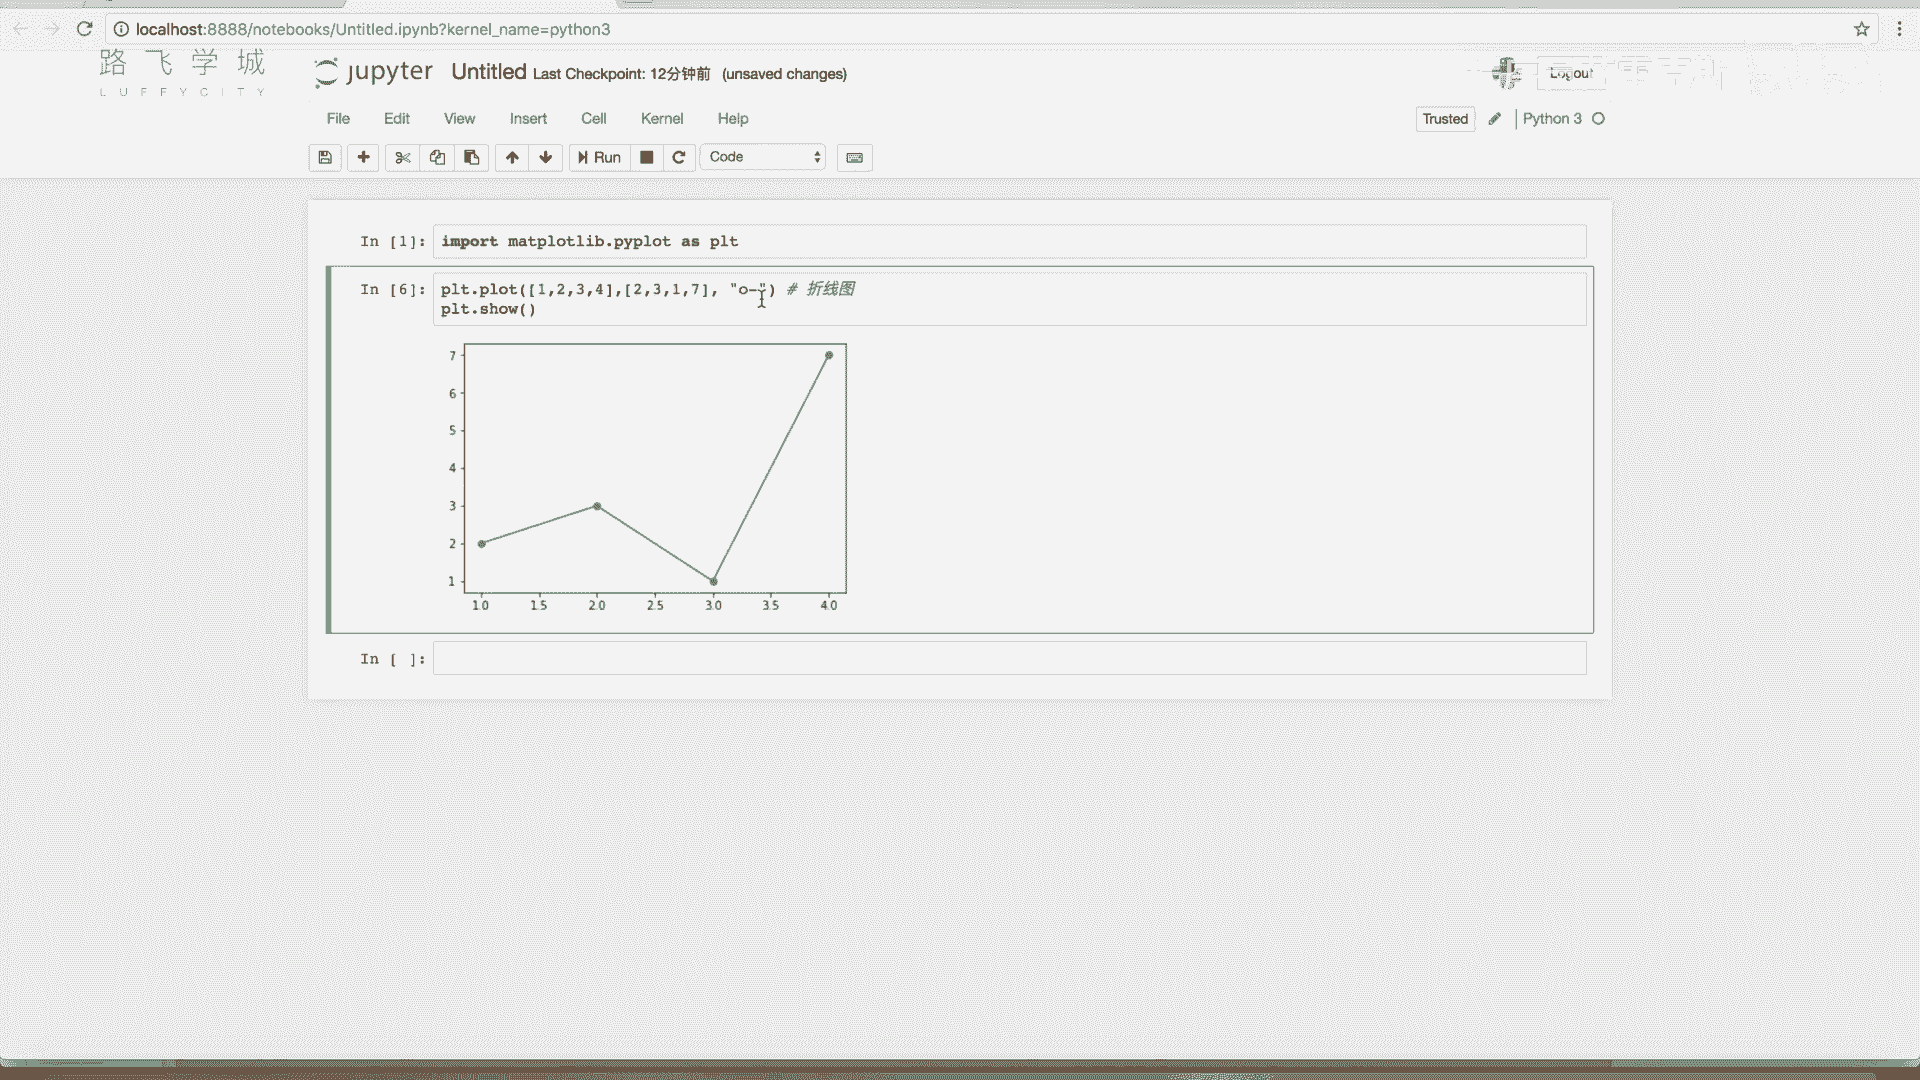 localhost:8888/notebooks/Untitled.ipynb?kernel_name=python3
路飞学城
LUFFYCITY
jupyter Untitled Last Checkpoint: 12分钟前 (unsaved changes)
Logout
File Edit View Insert Cell Kernel Help
Trusted Python 3
Run Code
In [1]: import matplotlib.pyplot as plt
In [6]: plt.plot([1,2,3,4],[2,3,1,7], "o-") # 折线图
plt.show()
7
6
5
4
3
2
1
1.0 1.5 2.0 2.5 3.0 3.5 4.0
In [ ]: